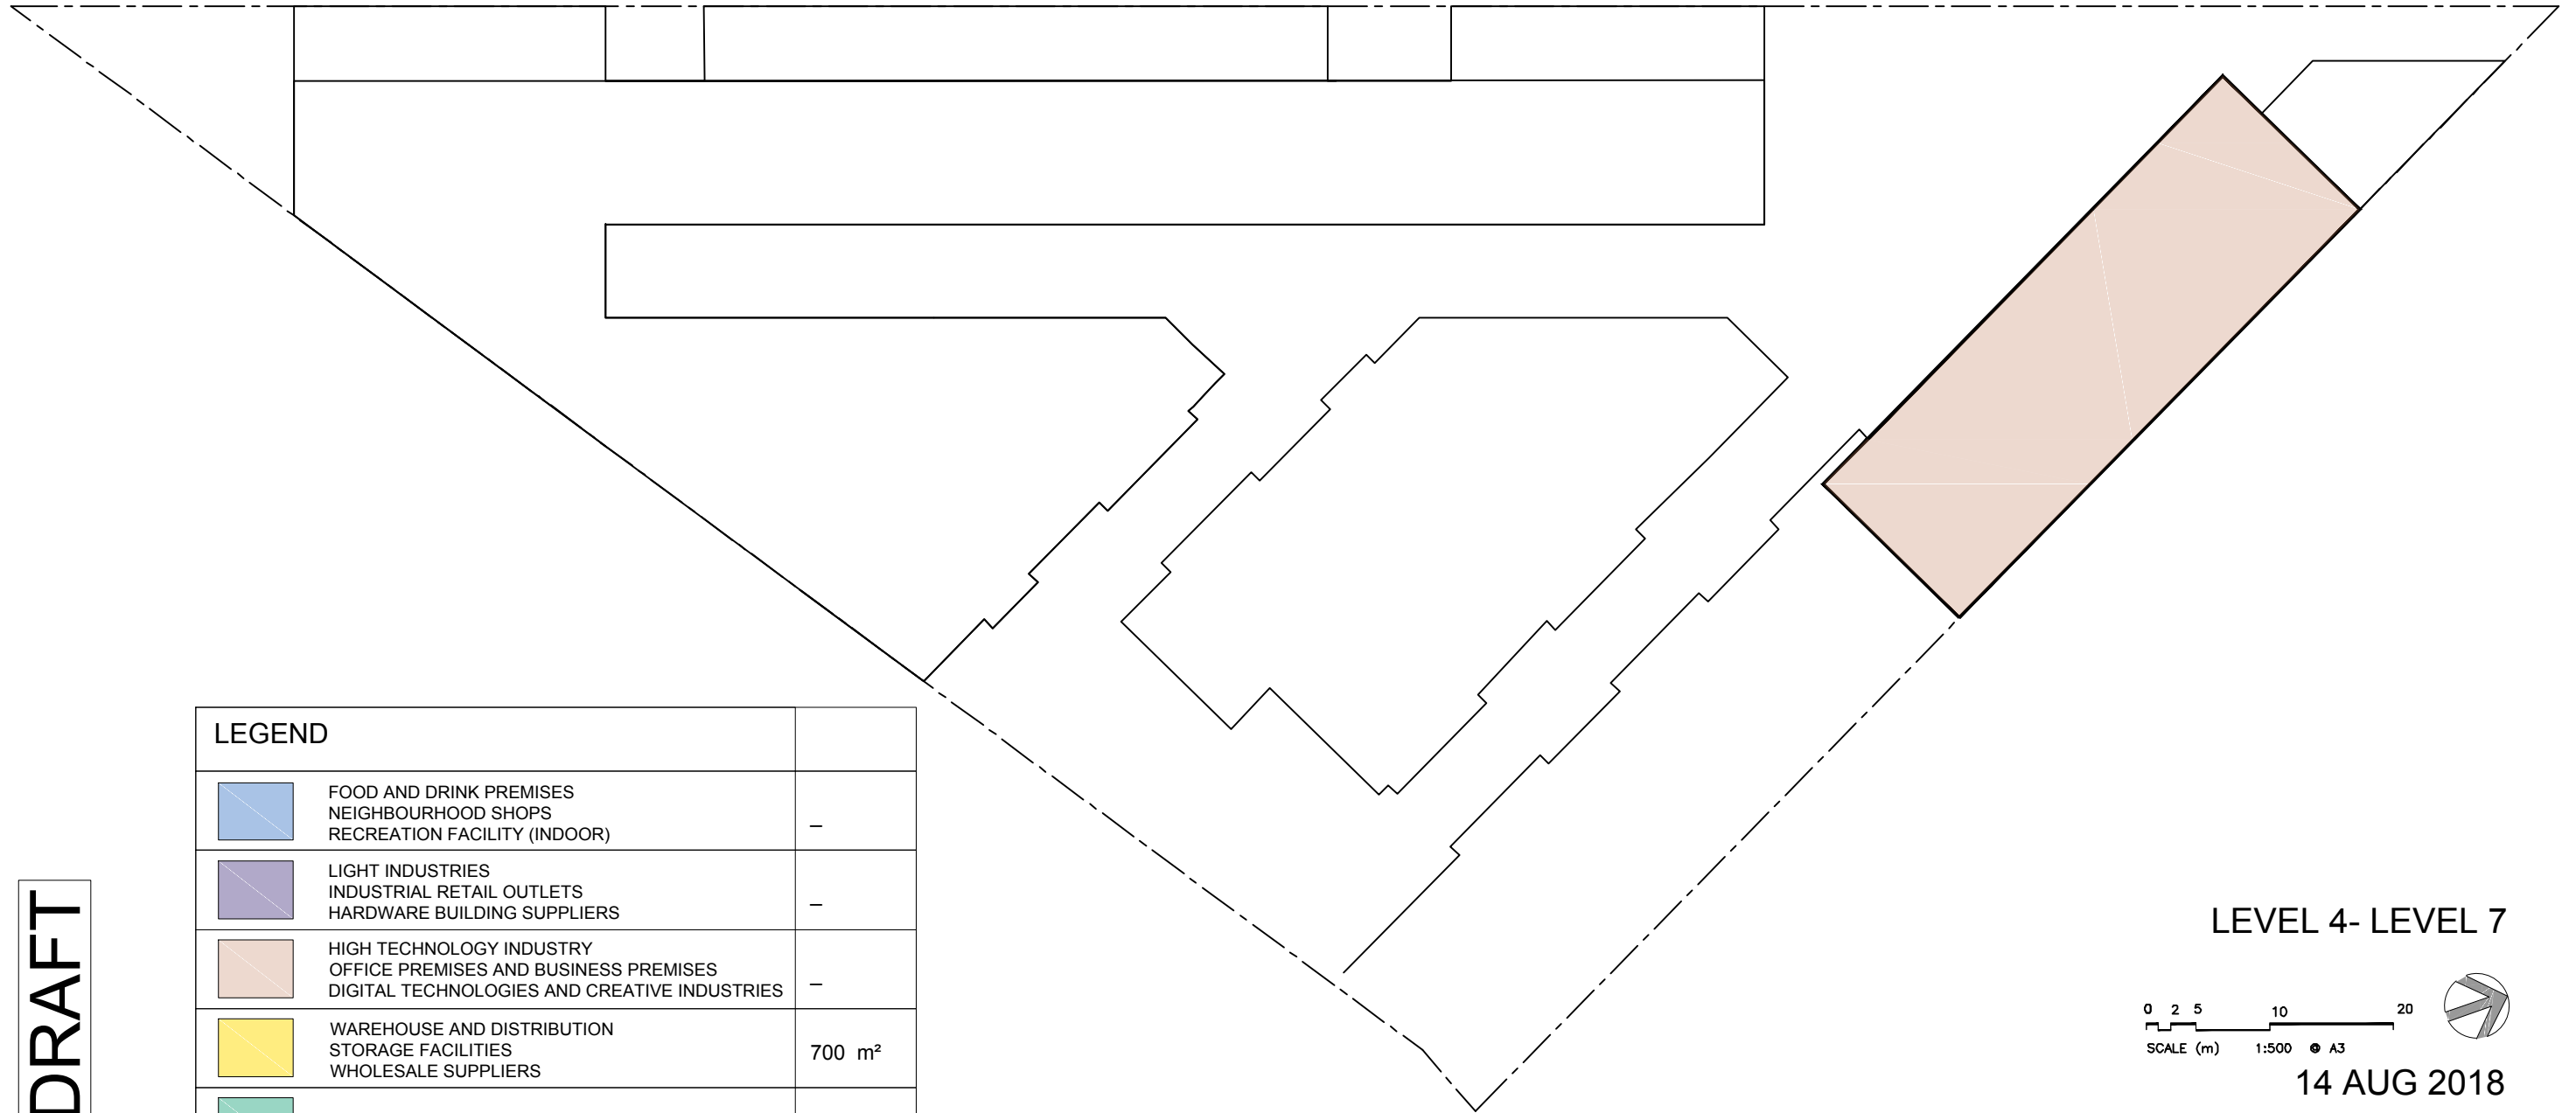 LEGEND
FOOD AND DRINK PREMISES
NEIGHBOURHOOD SHOPS
RECREATION FACILITY (INDOOR)
–
LIGHT INDUSTRIES
INDUSTRIAL RETAIL OUTLETS
HARDWARE BUILDING SUPPLIERS
–
HIGH TECHNOLOGY INDUSTRY
OFFICE PREMISES AND BUSINESS PREMISES
DIGITAL TECHNOLOGIES AND CREATIVE INDUSTRIES
–
WAREHOUSE AND DISTRIBUTION
STORAGE FACILITIES
WHOLESALE SUPPLIERS
700 m²
DRAFT
LEVEL 4- LEVEL 7
0 2 5 10 20
SCALE (m) 1:500 @ A3
14 AUG 2018